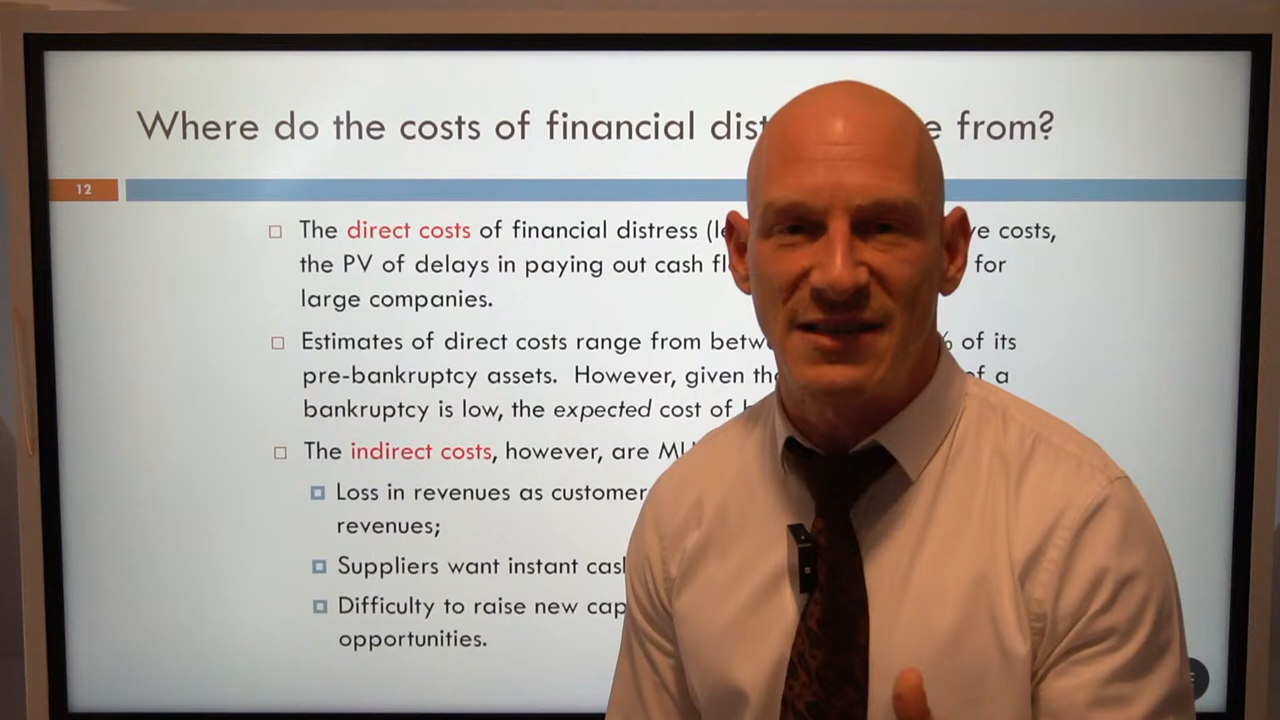 Where do the costs of financial dist e from?
12
The direct costs of financial distress (le ve costs,
the PV of delays in paying out cash fl for
large companies.
Estimates of direct costs range from betw % of its
pre-bankruptcy assets. However, given th of a
bankruptcy is low, the expected cost of
The indirect costs, however, are MU
Loss in revenues as customer
revenues;
Suppliers want instant cas
Difficulty to raise new cap
opportunities.